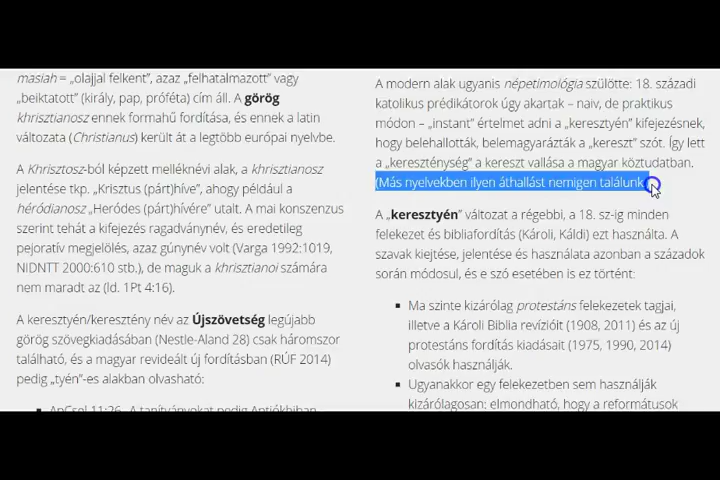 masiah = „olajjal felkent”, azaz „felhatalmazott” vagy
„beiktatott” (király, pap, próféta) cím áll. A görög
khrisztianosz ennek formahű fordítása, és ennek a latin
változata (Christianus) került át a legtöbb európai nyelvbe.
A Khrisztosz-ból képzett melléknévi alak, a khrisztianosz
jelentése tkp. „Krisztus (párt)híve”, ahogy például a
héródianosz „Heródes (párt)hívére” utalt. A mai konszenzus
szerint tehát a kifejezés ragadványnév, és eredetileg
pejoratív megjelölés, azaz gúnynév volt (Varga 1992:1019,
NIDNTT 2000:610 stb.), de maguk a khrisztianoi számára
nem maradt az (ld. 1Pt 4:16).
A keresztyén/keresztény név az Újszövetség legújabb
görög szövegkiadásában (Nestle-Aland 28) csak háromszor
található, és a magyar revideált új fordításban (RÚF 2014)
pedig „tyén”-es alakban olvasható:
ApCsel 11:26 „A tanítványokat pedig Antiókhiában
A modern alak ugyanis népetimológia szülötte: 18. századi
katolikus prédikátorok úgy akartak – naiv, de praktikus
módon – „instant” értelmet adni a „keresztyén” kifejezésnek,
hogy belehallották, belemagyarázták a „kereszt” szót. Így lett
a „kereszténység” a kereszt vallása a magyar köztudatban.
(Más nyelvekben ilyen áthallást nemigen találunk.)
A „keresztyén” változat a régebbi, a 18. sz-ig minden
felekezet és bibliafordítás (Károli, Káldi) ezt használta. A
szavak kiejtése, jelentése és használata azonban a századok
során módosul, és e szó esetében is ez történt:
▪ Ma szinte kizárólag protestáns felekezetek tagjai,
illetve a Károli Biblia revízióit (1908, 2011) és az új
protestáns fordítás kiadásait (1975, 1990, 2014)
olvasók használják.
▪ Ugyanakkor egy felekezetben sem használják
kizárólagosan: elmondható, hogy a reformátusok